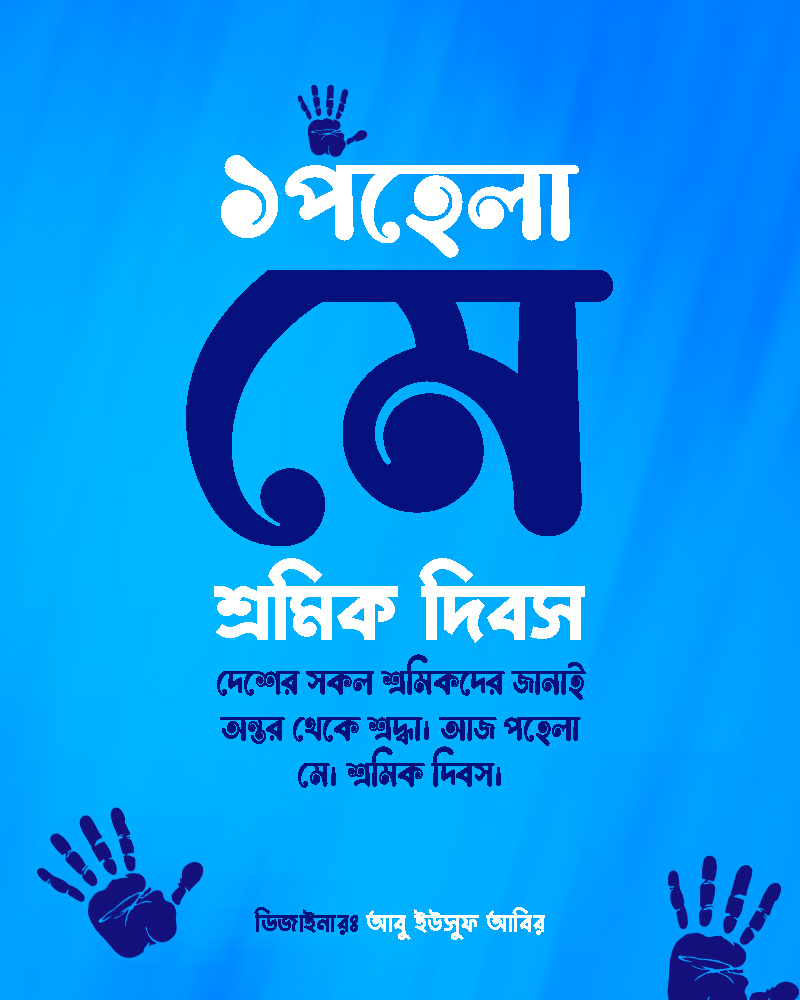 ১পহেলা
মে
শ্রমিক দিবস
দেশের সকল শ্রমিকদের জানাই
অন্তর থেকে শ্রদ্ধা। আজ পহেলা
মে। শ্রমিক দিবস।
ডিজাইনারঃ আবু ইউসুফ আবির